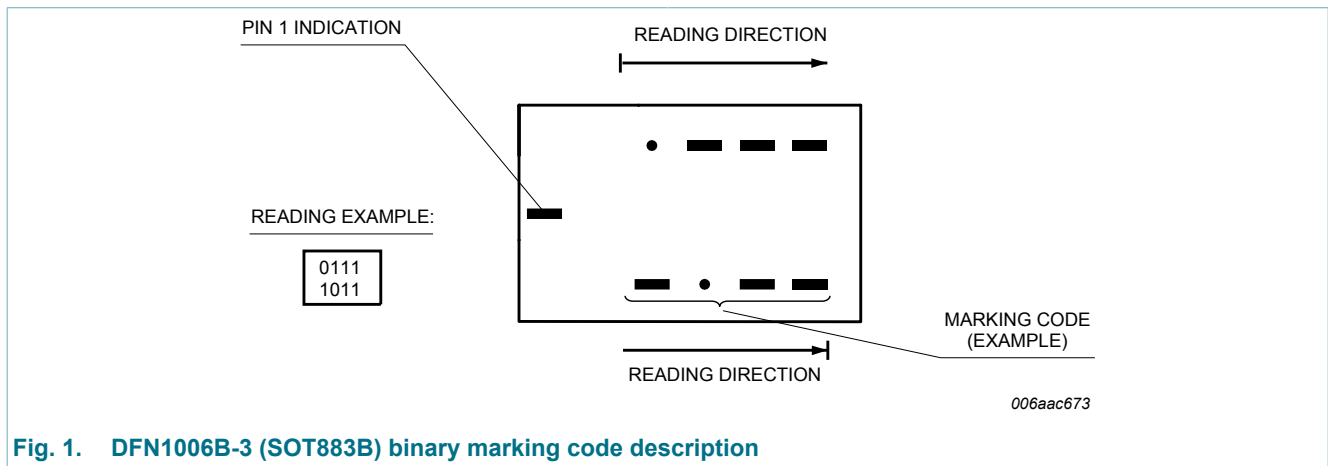 PIN 1 INDICATION
READING DIRECTION
READING EXAMPLE:
0111
1011
MARKING CODE
(EXAMPLE)
READING DIRECTION
006aac673
Fig. 1. DFN1006B-3 (SOT883B) binary marking code description